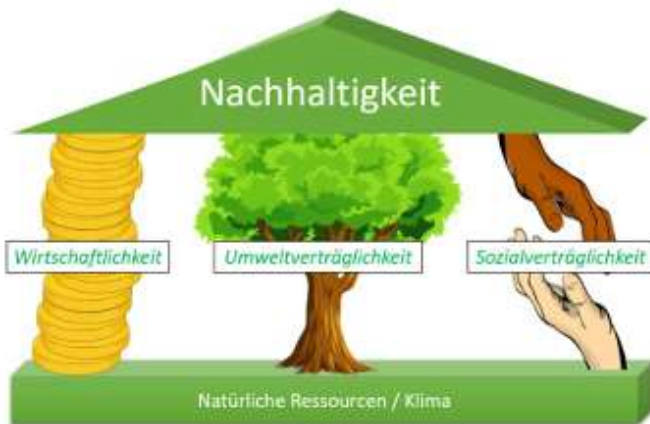 Nachhaltigkeit
Wirtschaftlichkeit
Umweltverträglichkeit
Sozialverträglichkeit
Natürliche Ressourcen / Klima